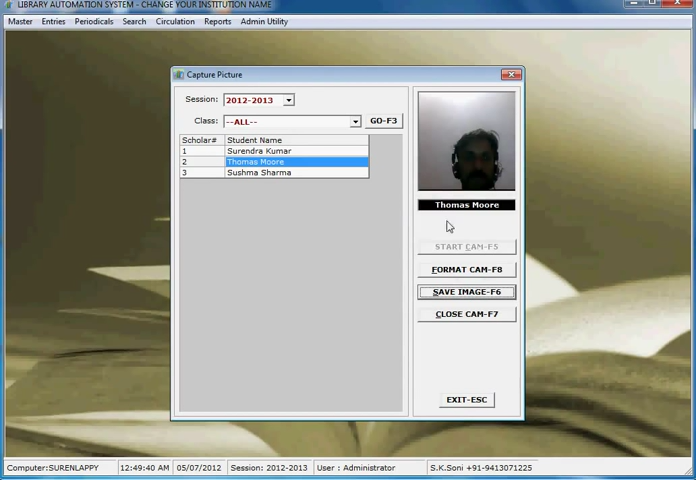 LIBRARY AUTOMATION SYSTEM - CHANGE YOUR INSTITUTION NAME
Master Entries Periodicals Search Circulation Reports Admin Utility
Capture Picture
Session: 2012-2013
Class: --ALL-- GO-F3
Scholar# Student Name
1 Surendra Kumar
2 Thomas Moore
3 Sushma Sharma
Thomas Moore
START CAM-F5
FORMAT CAM-F8
SAVE IMAGE-F6
CLOSE CAM-F7
EXIT-ESC
Computer:SURENLAPPY 12:49:40 AM 05/07/2012 Session: 2012-2013 User : Administrator S.K.Soni +91-9413071225